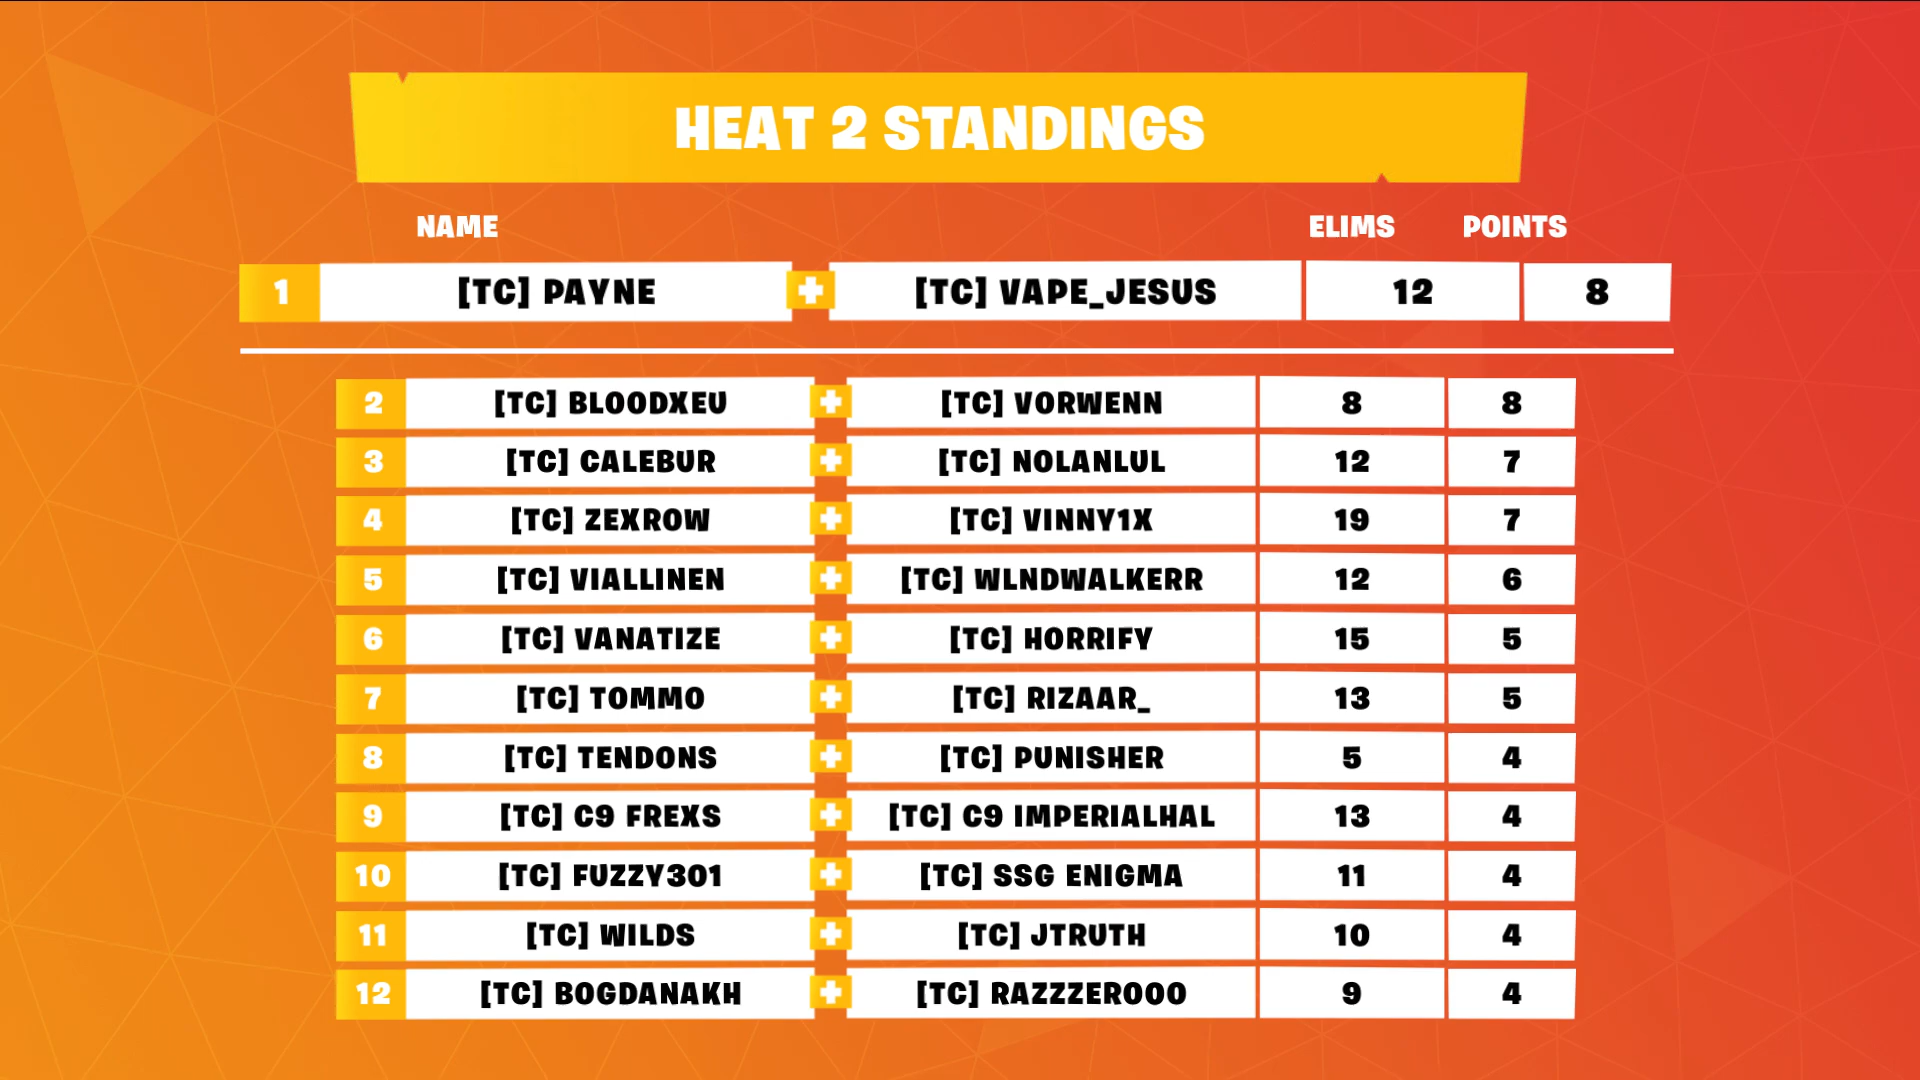 HEAT 2 STANDINGS
NAME ELIMS POINTS
1 [TC] PAYNE + [TC] VAPE_JESUS 12 8
2 [TC] BLOODXEU + [TC] VORWENN 8 8
3 [TC] CALEBUR + [TC] NOLANLUL 12 7
4 [TC] ZEXROW + [TC] VINNY1X 19 7
5 [TC] VIALLINEN + [TC] WLNDWALKERR 12 6
6 [TC] VANATIZE + [TC] HORRIFY 15 5
7 [TC] TOMMO + [TC] RIZAAR_ 13 5
8 [TC] TENDONS + [TC] PUNISHER 5 4
9 [TC] C9 FREXS + [TC] C9 IMPERIALHAL 13 4
10 [TC] FUZZY301 + [TC] SSG ENIGMA 11 4
11 [TC] WILDS + [TC] JTRUTH 10 4
12 [TC] BOGDANAKH + [TC] RAZZZER000 9 4